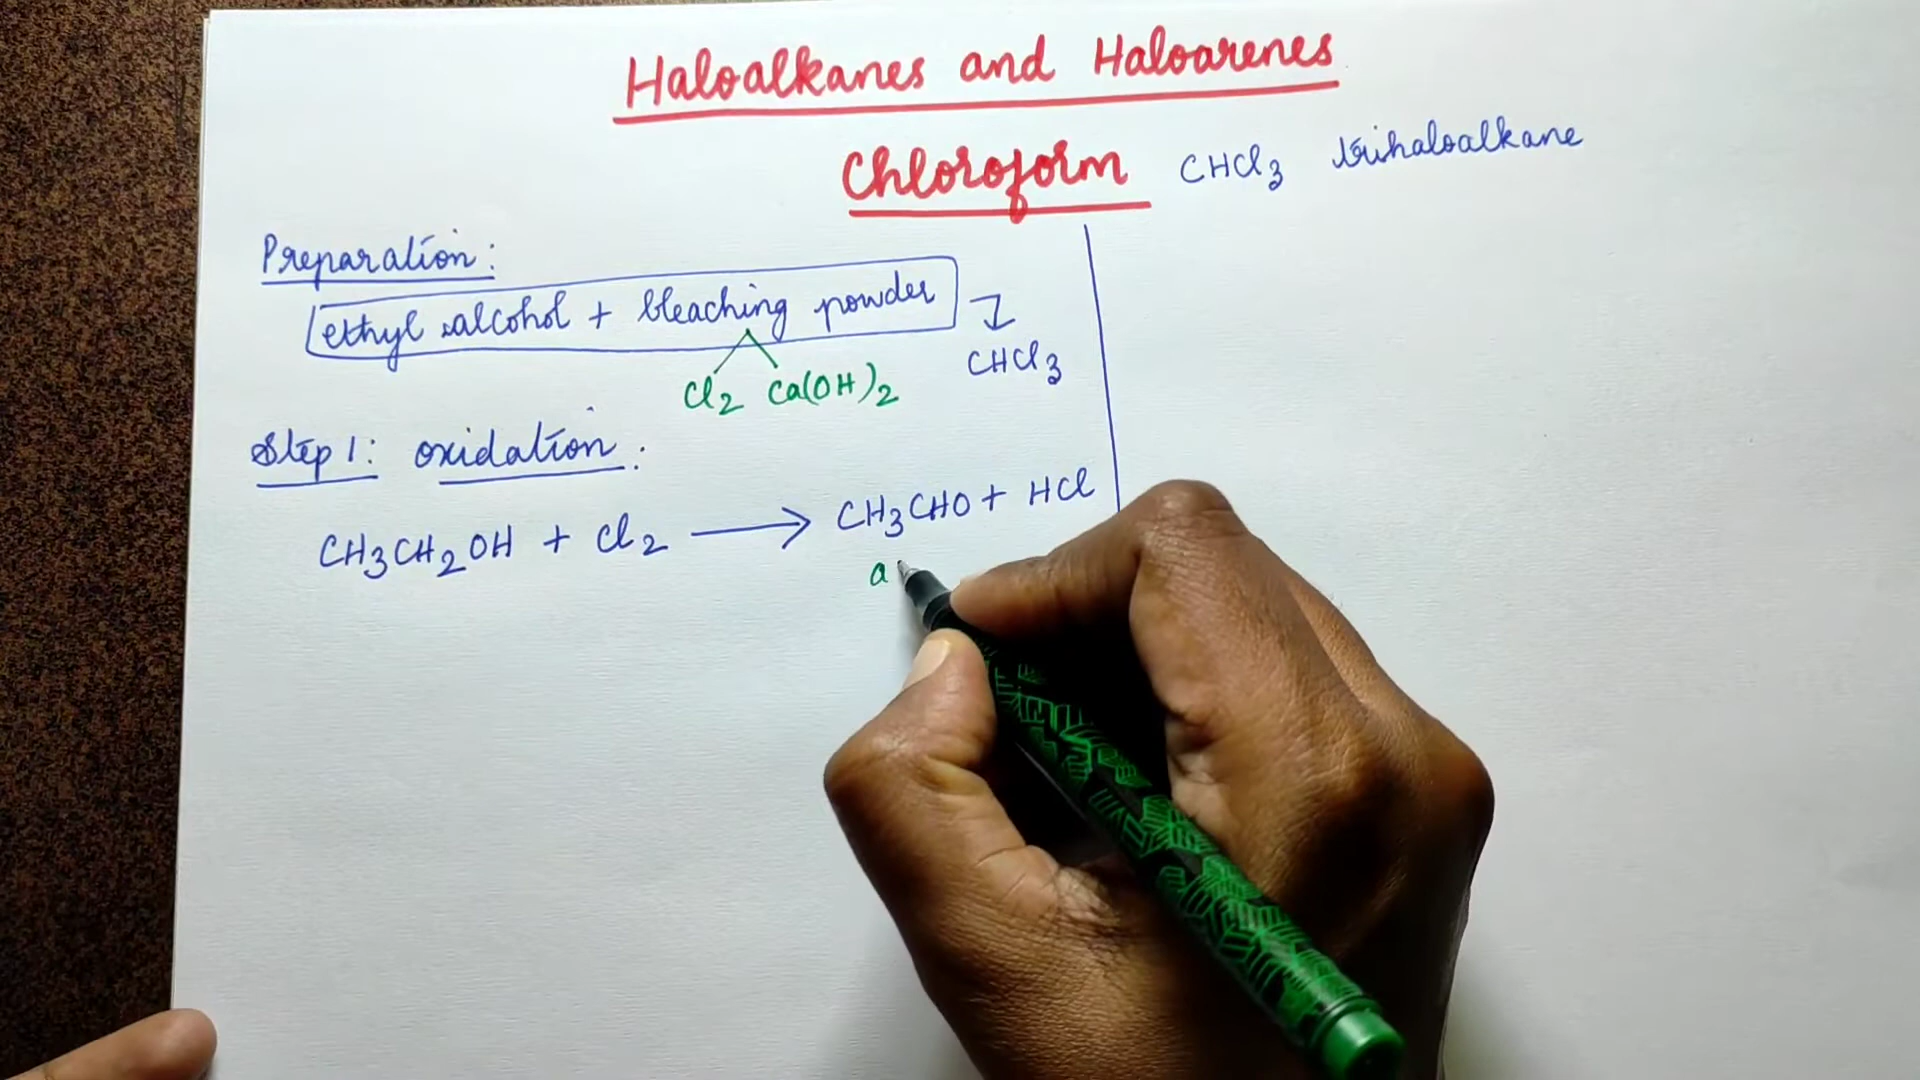 Haloalkanes and Haloarenes
Chloroform CHCl3 trihaloalkane
Preparation:
ethyl alcohol + bleaching powder
CHCl3
Cl2 Ca(OH)2
Step 1: oxidation:
CH3CH2OH + Cl2 → CH3CHO + HCl
a